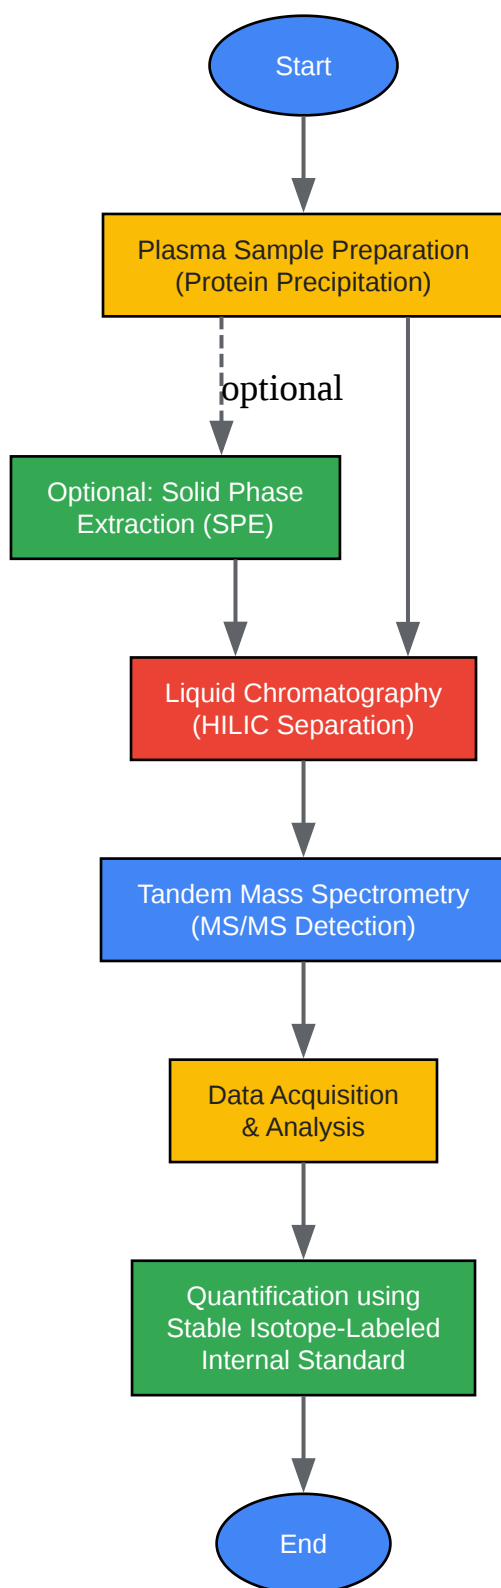 Start
Plasma Sample Preparation
(Protein Precipitation)
optional
Optional: Solid Phase
Extraction (SPE)
Liquid Chromatography
(HILIC Separation)
Tandem Mass Spectrometry
(MS/MS Detection)
Data Acquisition
& Analysis
Quantification using
Stable Isotope-Labeled
Internal Standard
End